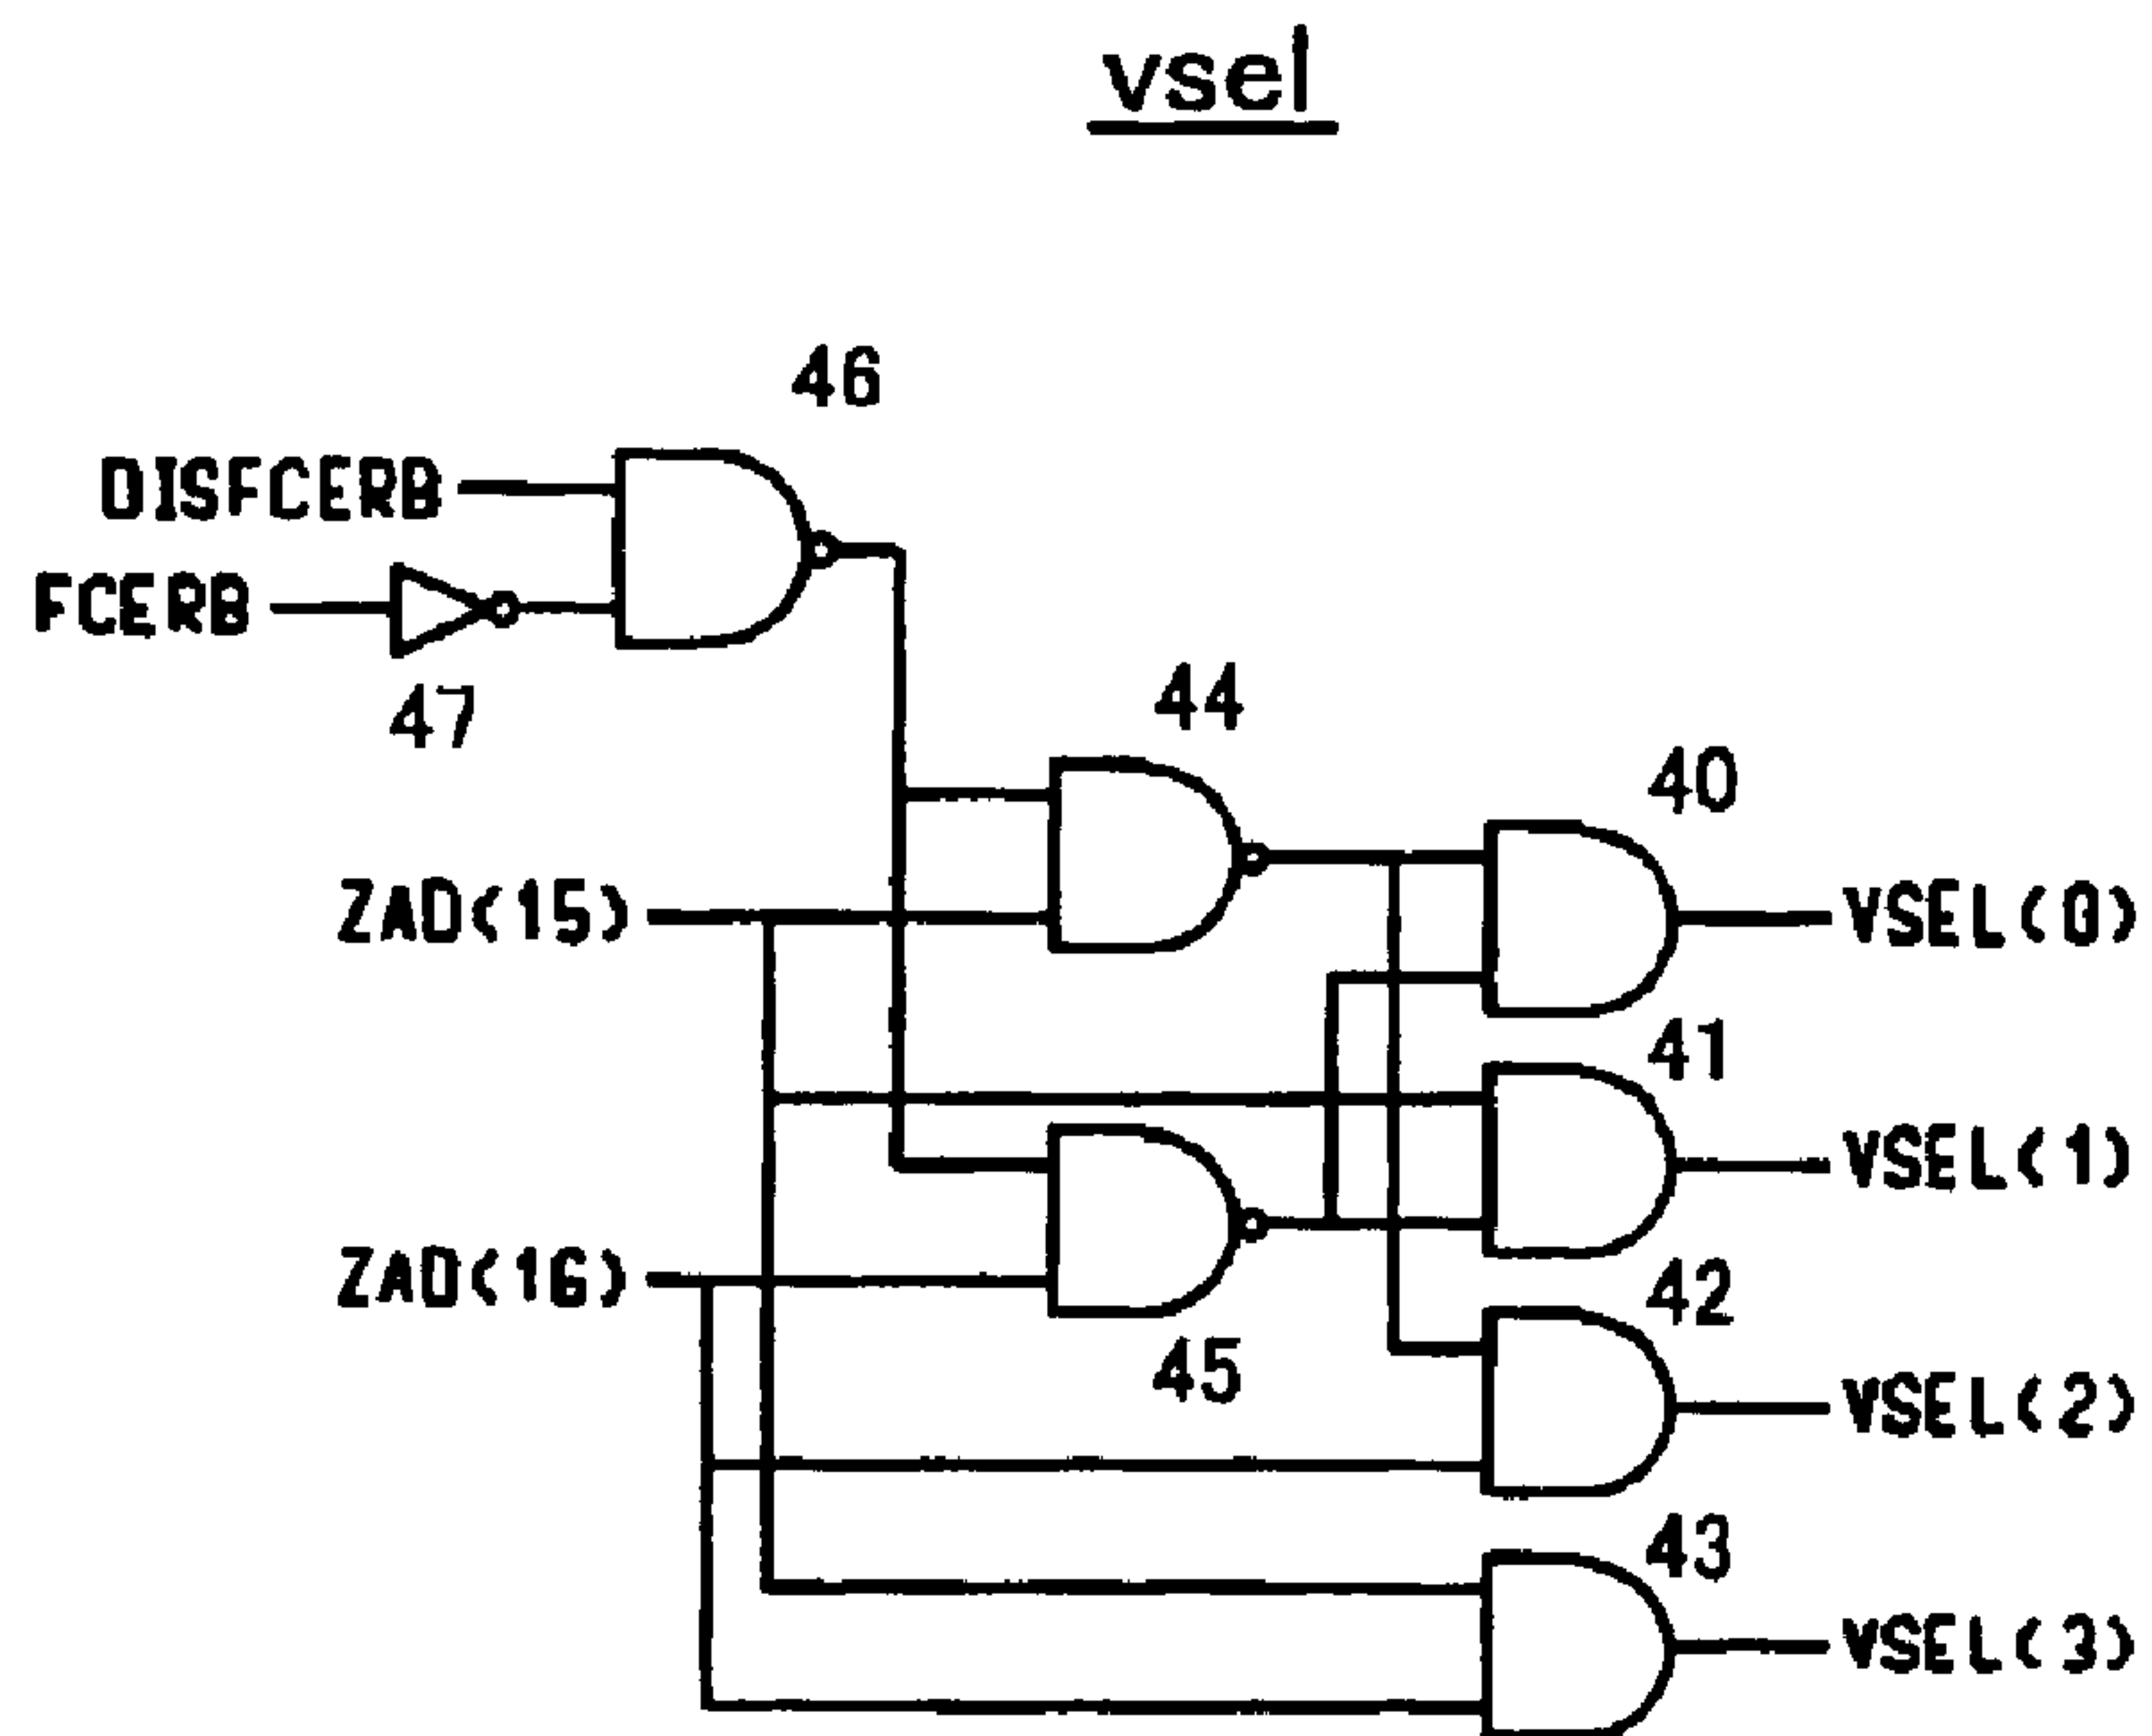 vsel
46
DISFCERB
FCERB
47
44
40
ZAD(15)
VSEL(0)
41
VSEL(1)
ZAD(16)
42
45
VSEL(2)
43
VSEL(3)